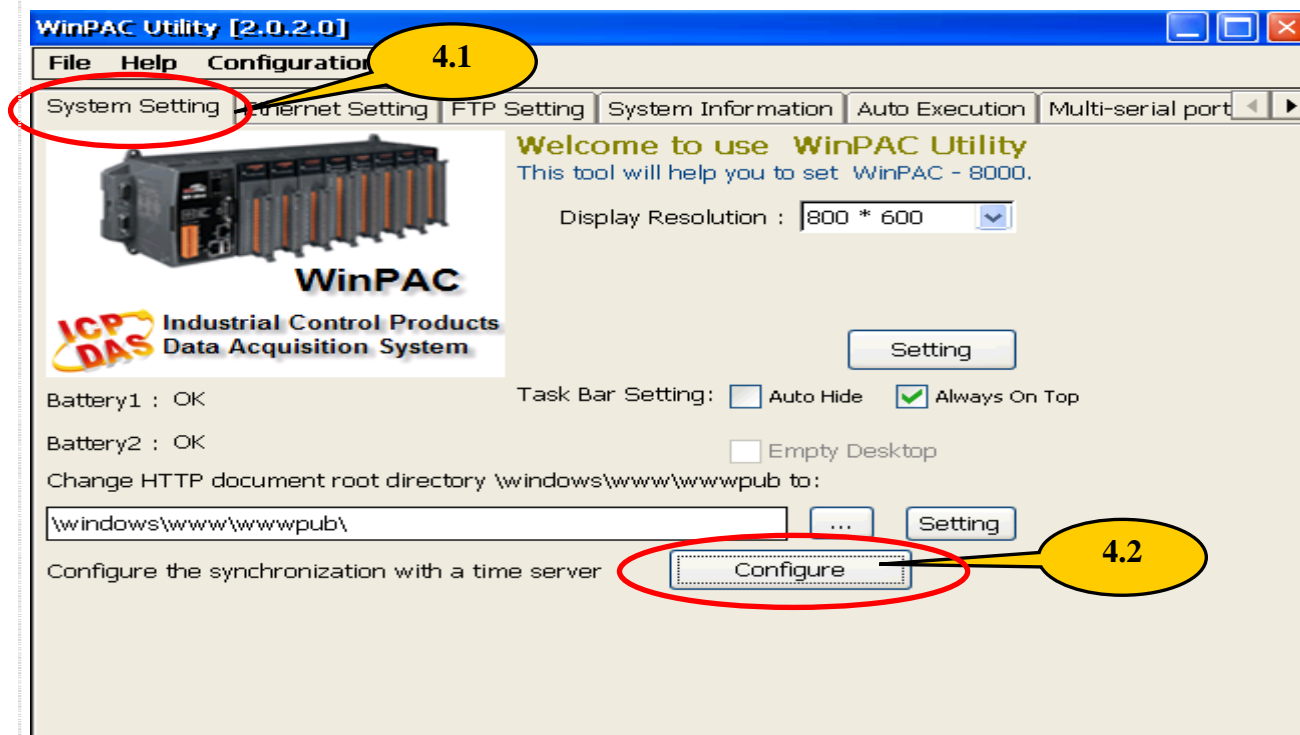 WinPAC Utility [2.0.2.0]
4.1
File Help Configuration
System Setting Ethernet Setting FTP Setting System Information Auto Execution Multi-serial port
Welcome to use WinPAC Utility
This tool will help you to set WinPAC - 8000.
Display Resolution : 800 * 600
WinPAC
ICP DAS
Industrial Control Products
Data Acquisition System
Setting
Battery1 : OK
Task Bar Setting: Auto Hide Always On Top
Battery2 : OK
Empty Desktop
Change HTTP document root directory \windows\www\wwwpub to:
\windows\www\wwwpub\ ... Setting
4.2
Configure the synchronization with a time server Configure